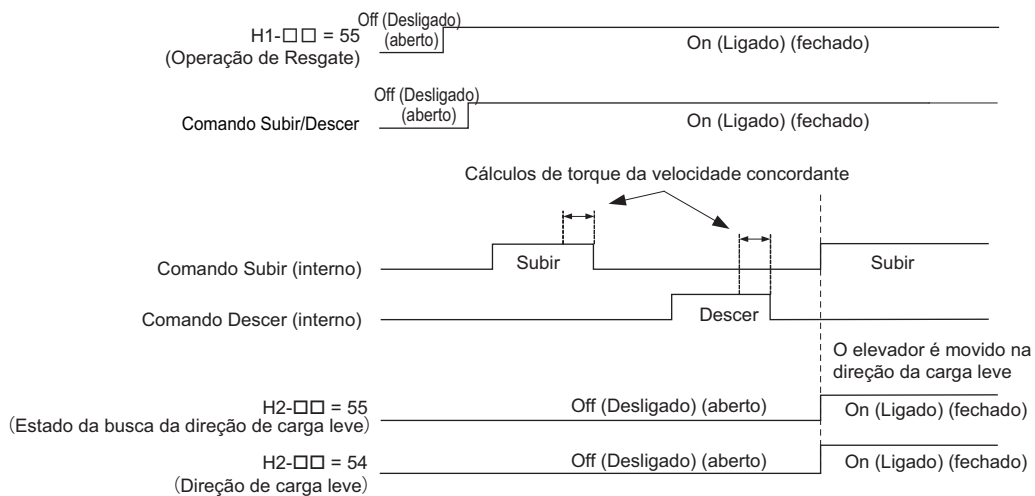 Off (Desligado)
(aberto)
H1-□□ = 55
(Operação de Resgate)
On (Ligado) (fechado)
Off (Desligado)
(aberto)
Comando Subir/Descer
On (Ligado) (fechado)
Cálculos de torque da velocidade concordante
Comando Subir (interno)
Subir
Subir
Comando Descer (interno)
Descer
O elevador é movido na
direção da carga leve
H2-□□ = 55
(Estado da busca da direção de carga leve)
Off (Desligado) (aberto)
On (Ligado) (fechado)
H2-□□ = 54
(Direção de carga leve)
Off (Desligado) (aberto)
On (Ligado) (fechado)